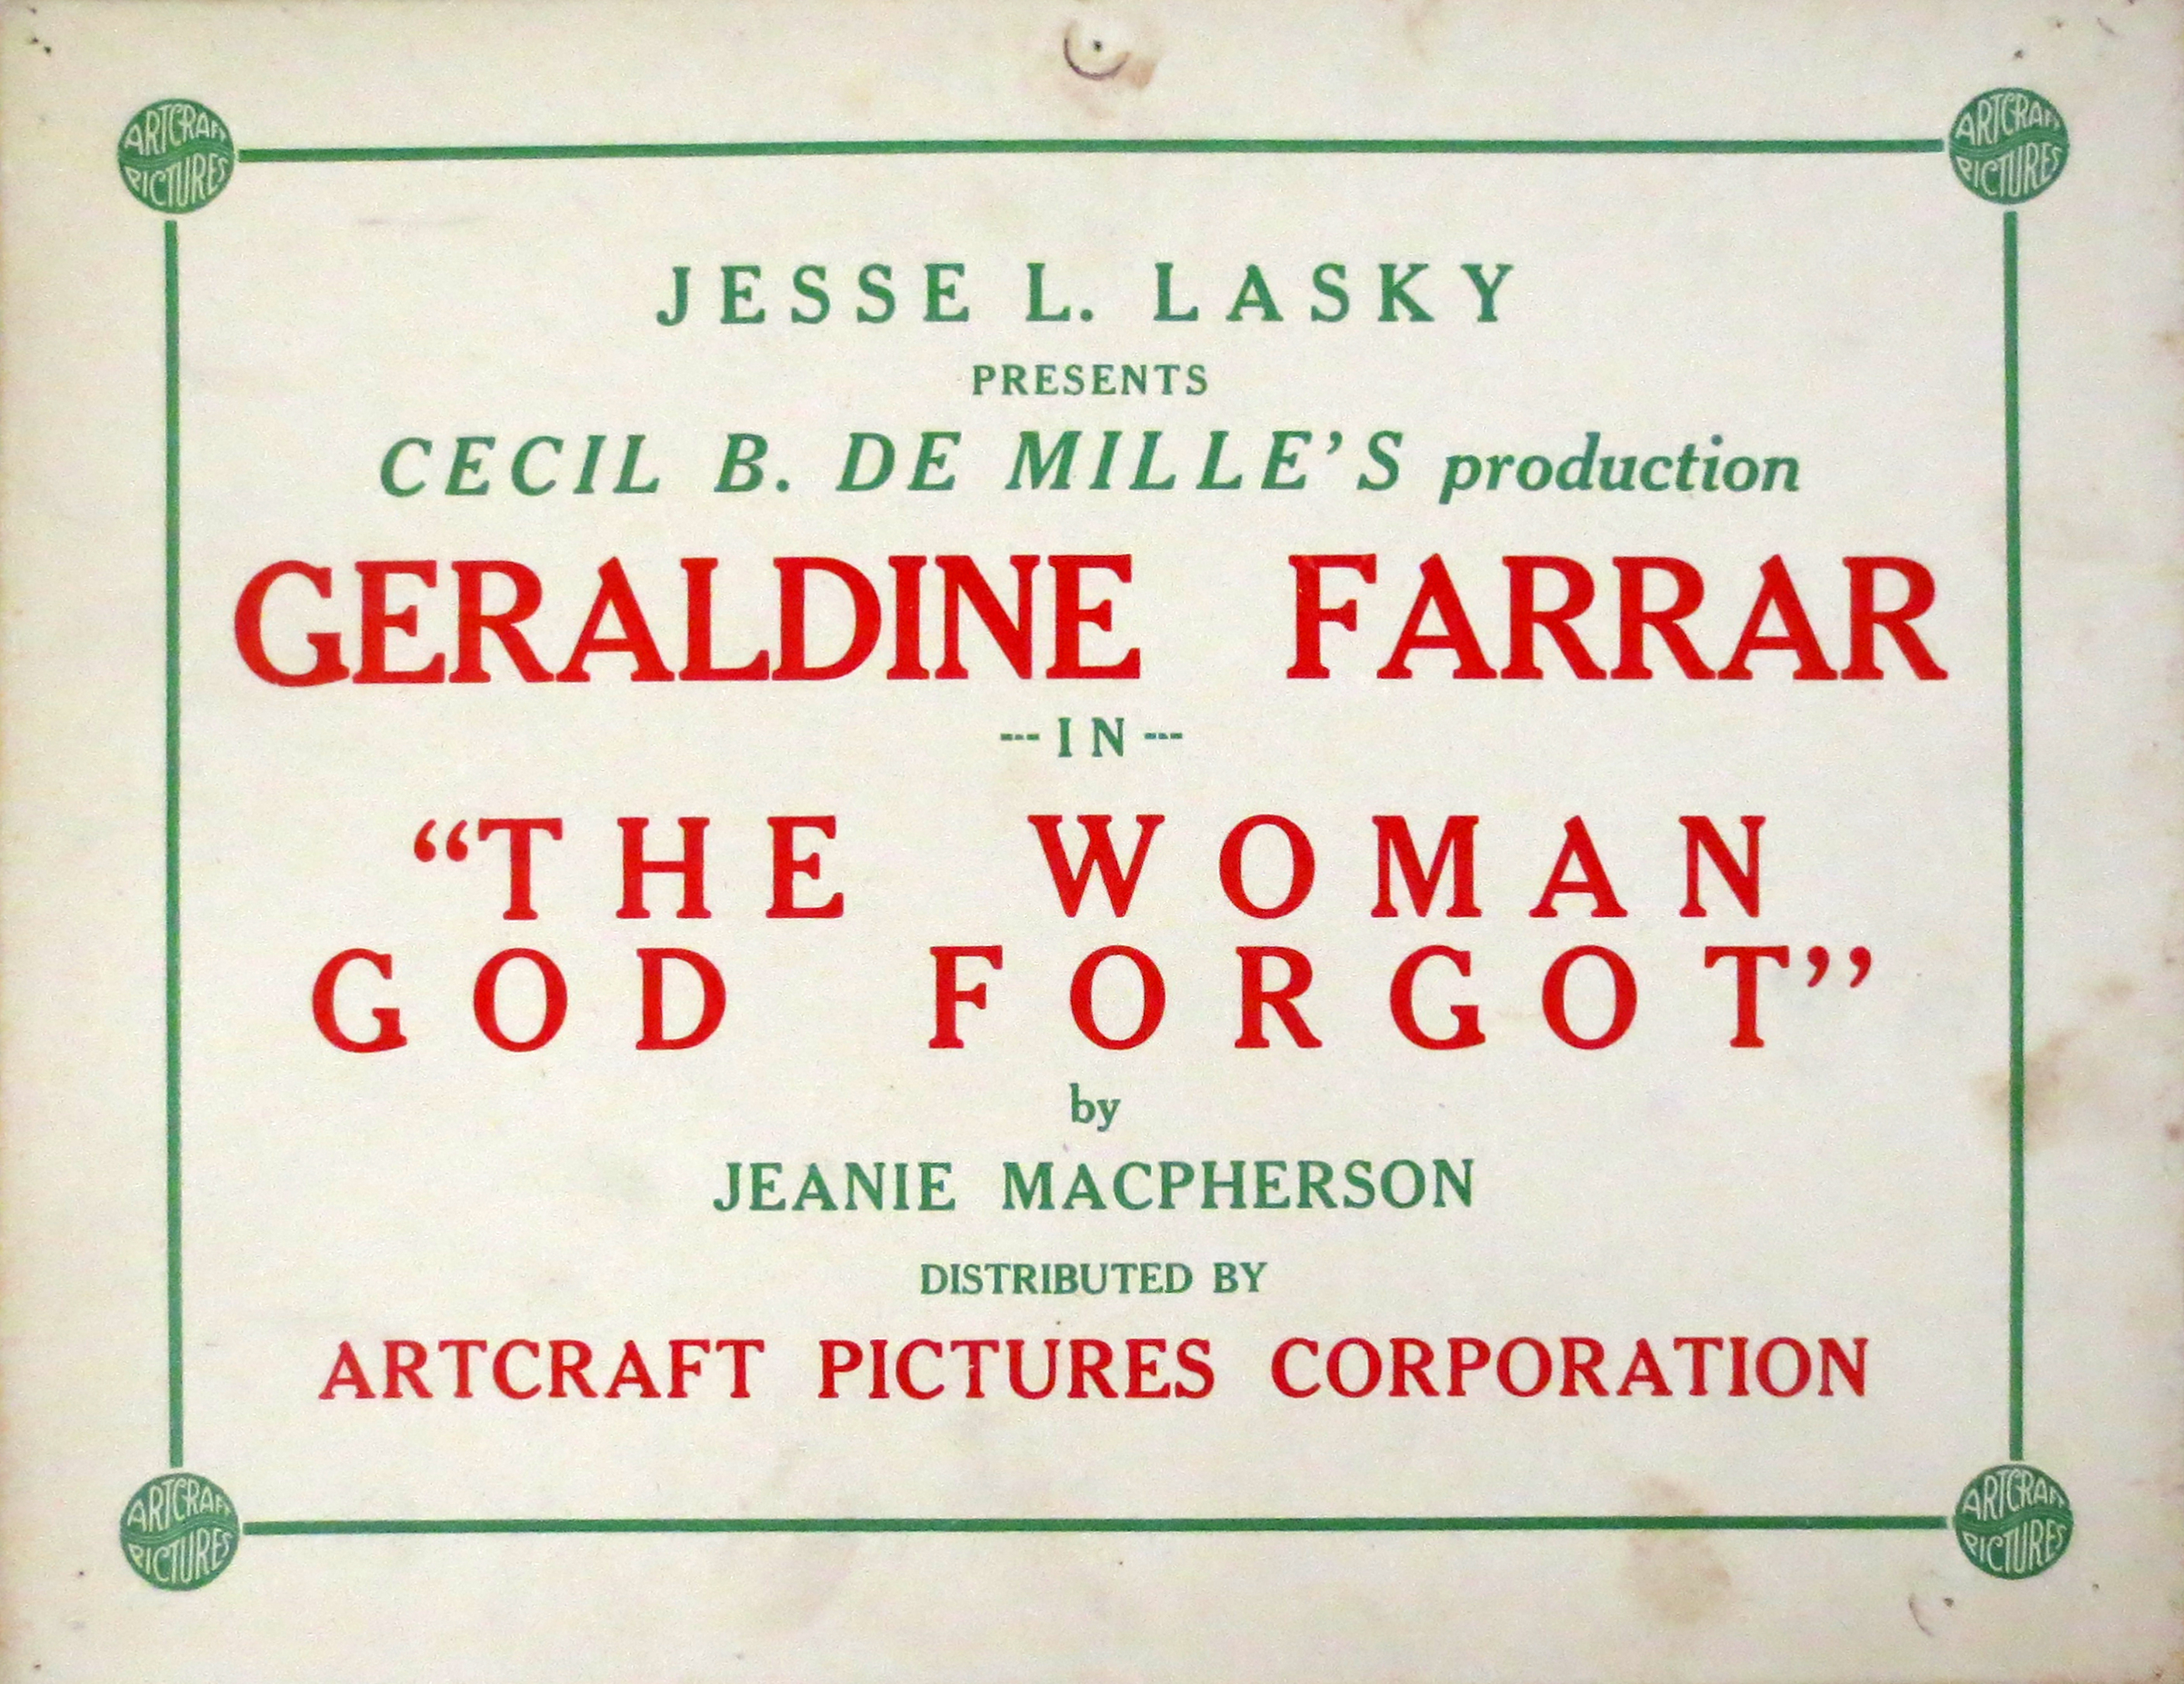 ARTCRAFT PICTURES
ARTCRAFT PICTURES
JESSE L. LASKY
PRESENTS
CECIL B. DE MILLE'S production
GERALDINE FARRAR
--- IN ---
“THE WOMAN
GOD FORGOT”
by
JEANIE MACPHERSON
DISTRIBUTED BY
ARTCRAFT PICTURES CORPORATION
ARTCRAFT PICTURES
ARTCRAFT PICTURES